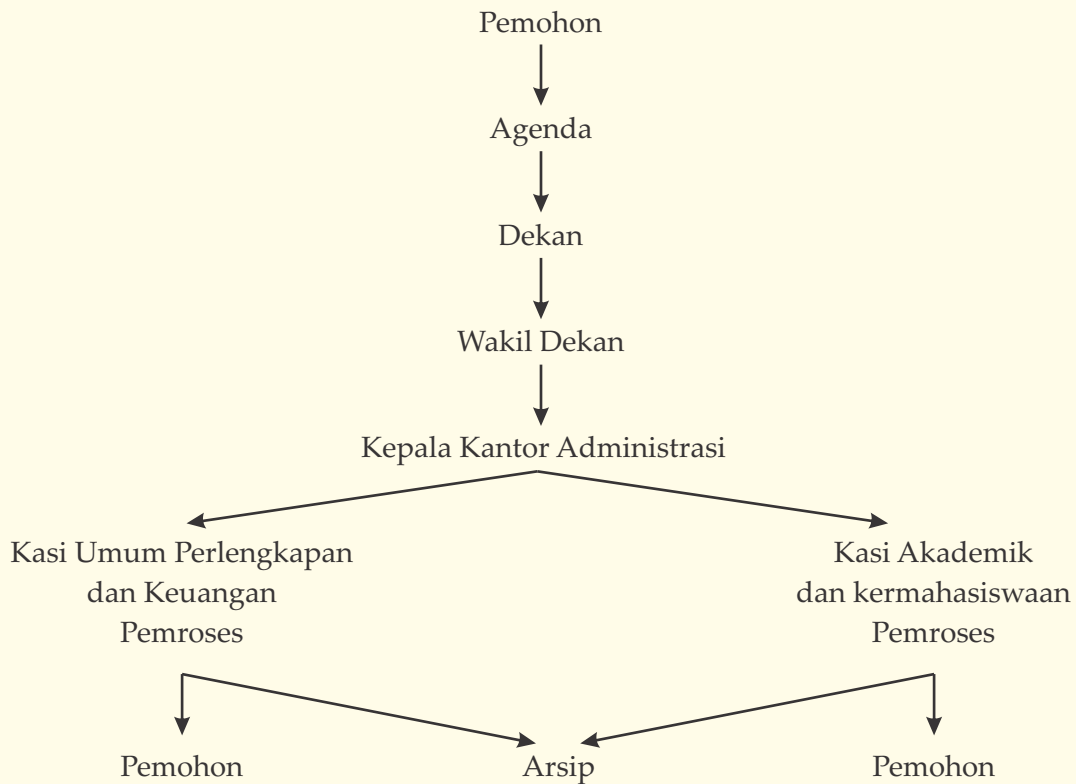 Pemohon
Agenda
Dekan
Wakil Dekan
Kepala Kantor Administrasi
Kasi Umum Perlengkapan
dan Keuangan
Pemroses
Kasi Akademik
dan kermahasiswaan
Pemroses
Pemohon
Arsip
Pemohon